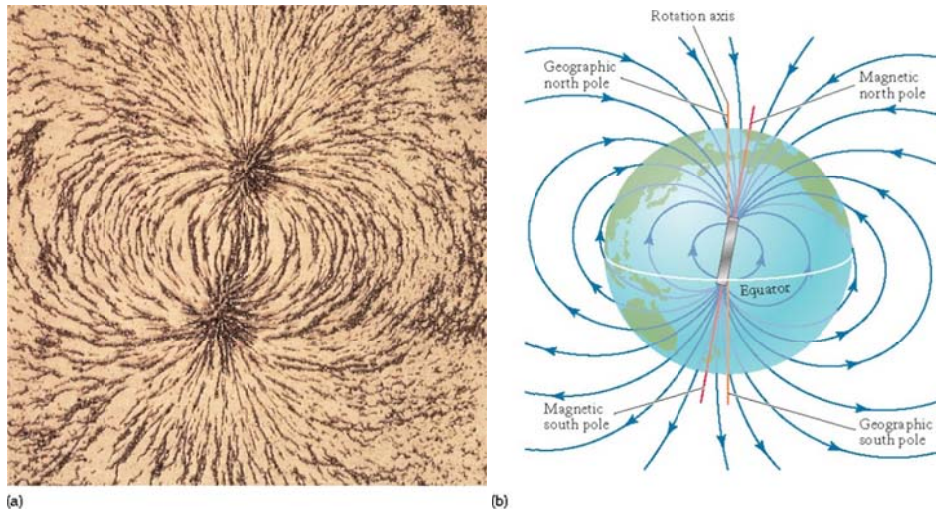 Rotation axis
Geographic
north pole
Magnetic
north pole
Equator
Magnetic
south pole
Geographic
south pole
(a)
(b)